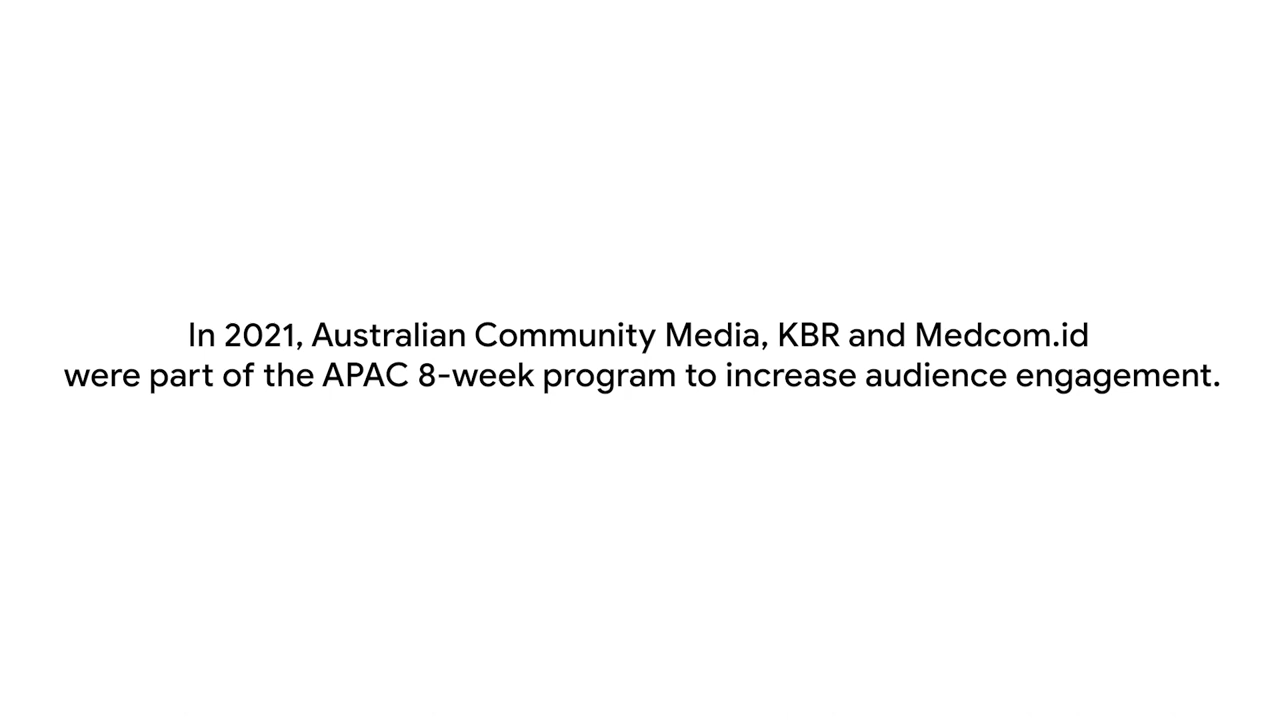 In 2021, Australian Community Media, KBR and Medcom.id
were part of the APAC 8-week program to increase audience engagement.